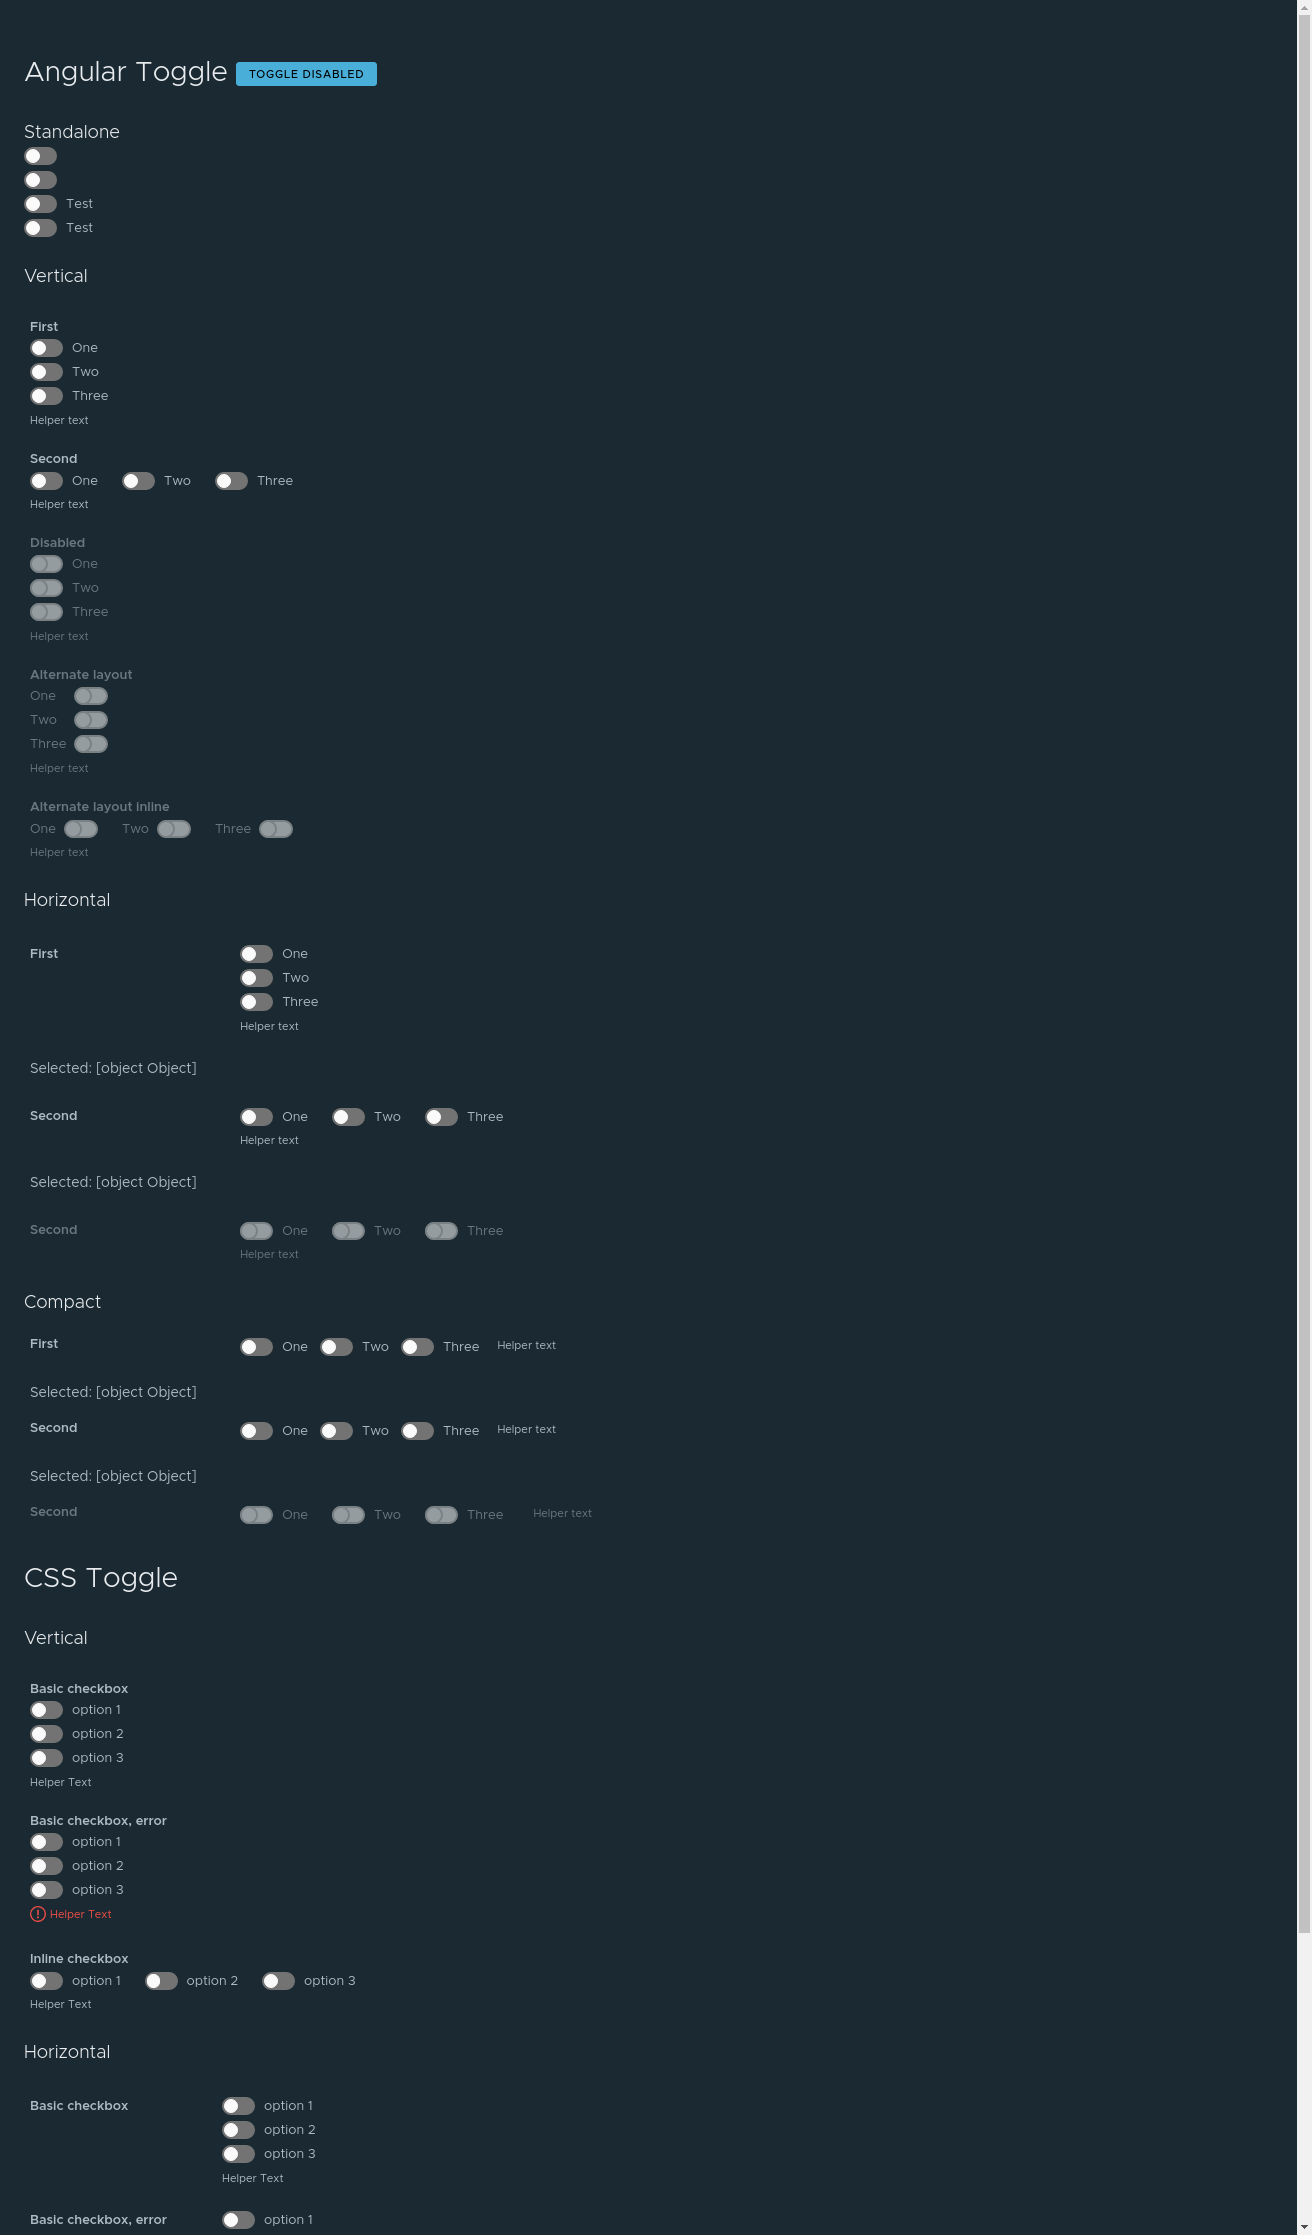 Angular Toggle TOGGLE DISABLED
Standalone
Test
Test
Vertical
First
One
Two
Three
Helper text
Second
One Two Three
Helper text
Disabled
One
Two
Three
Helper text
Alternate layout
One
Two
Three
Helper text
Alternate layout inline
One Two Three
Helper text
Horizontal
First One
Two
Three
Helper text
Selected: [object Object]
Second One Two Three
Helper text
Selected: [object Object]
Second One Two Three
Helper text
Compact
First One Two Three Helper text
Selected: [object Object]
Second One Two Three Helper text
Selected: [object Object]
Second One Two Three Helper text
CSS Toggle
Vertical
Basic checkbox
option 1
option 2
option 3
Helper Text
Basic checkbox, error
option 1
option 2
option 3
Helper Text
Inline checkbox
option 1 option 2 option 3
Helper Text
Horizontal
Basic checkbox option 1
option 2
option 3
Helper Text
Basic checkbox, error option 1